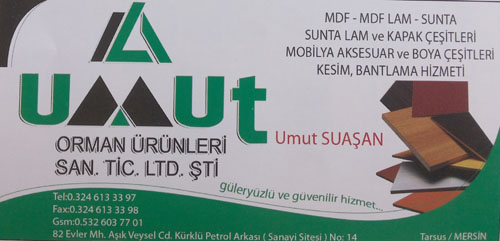 MDF - MDF LAM - SUNTA
SUNTA LAM ve KAPAK ÇEŞİTLERİ
MOBİLYA AKSESUAR ve BOYA ÇEŞİTLERİ
KESİM, BANTLAMA HİZMETİ
umut
ORMAN ÜRÜNLERİ
SAN. TİC. LTD. ŞTİ
Umut SUAŞAN
güleryüzlü ve güvenilir hizmet...
Tel:0.324 613 33 97
Fax:0.324 613 33 98
Gsm:0.532 603 77 01
82 Evler Mh. Aşık Veysel Cd. Kürklü Petrol Arkası ( Sanayi Sitesi ) No: 14
Tarsus / MERSİN